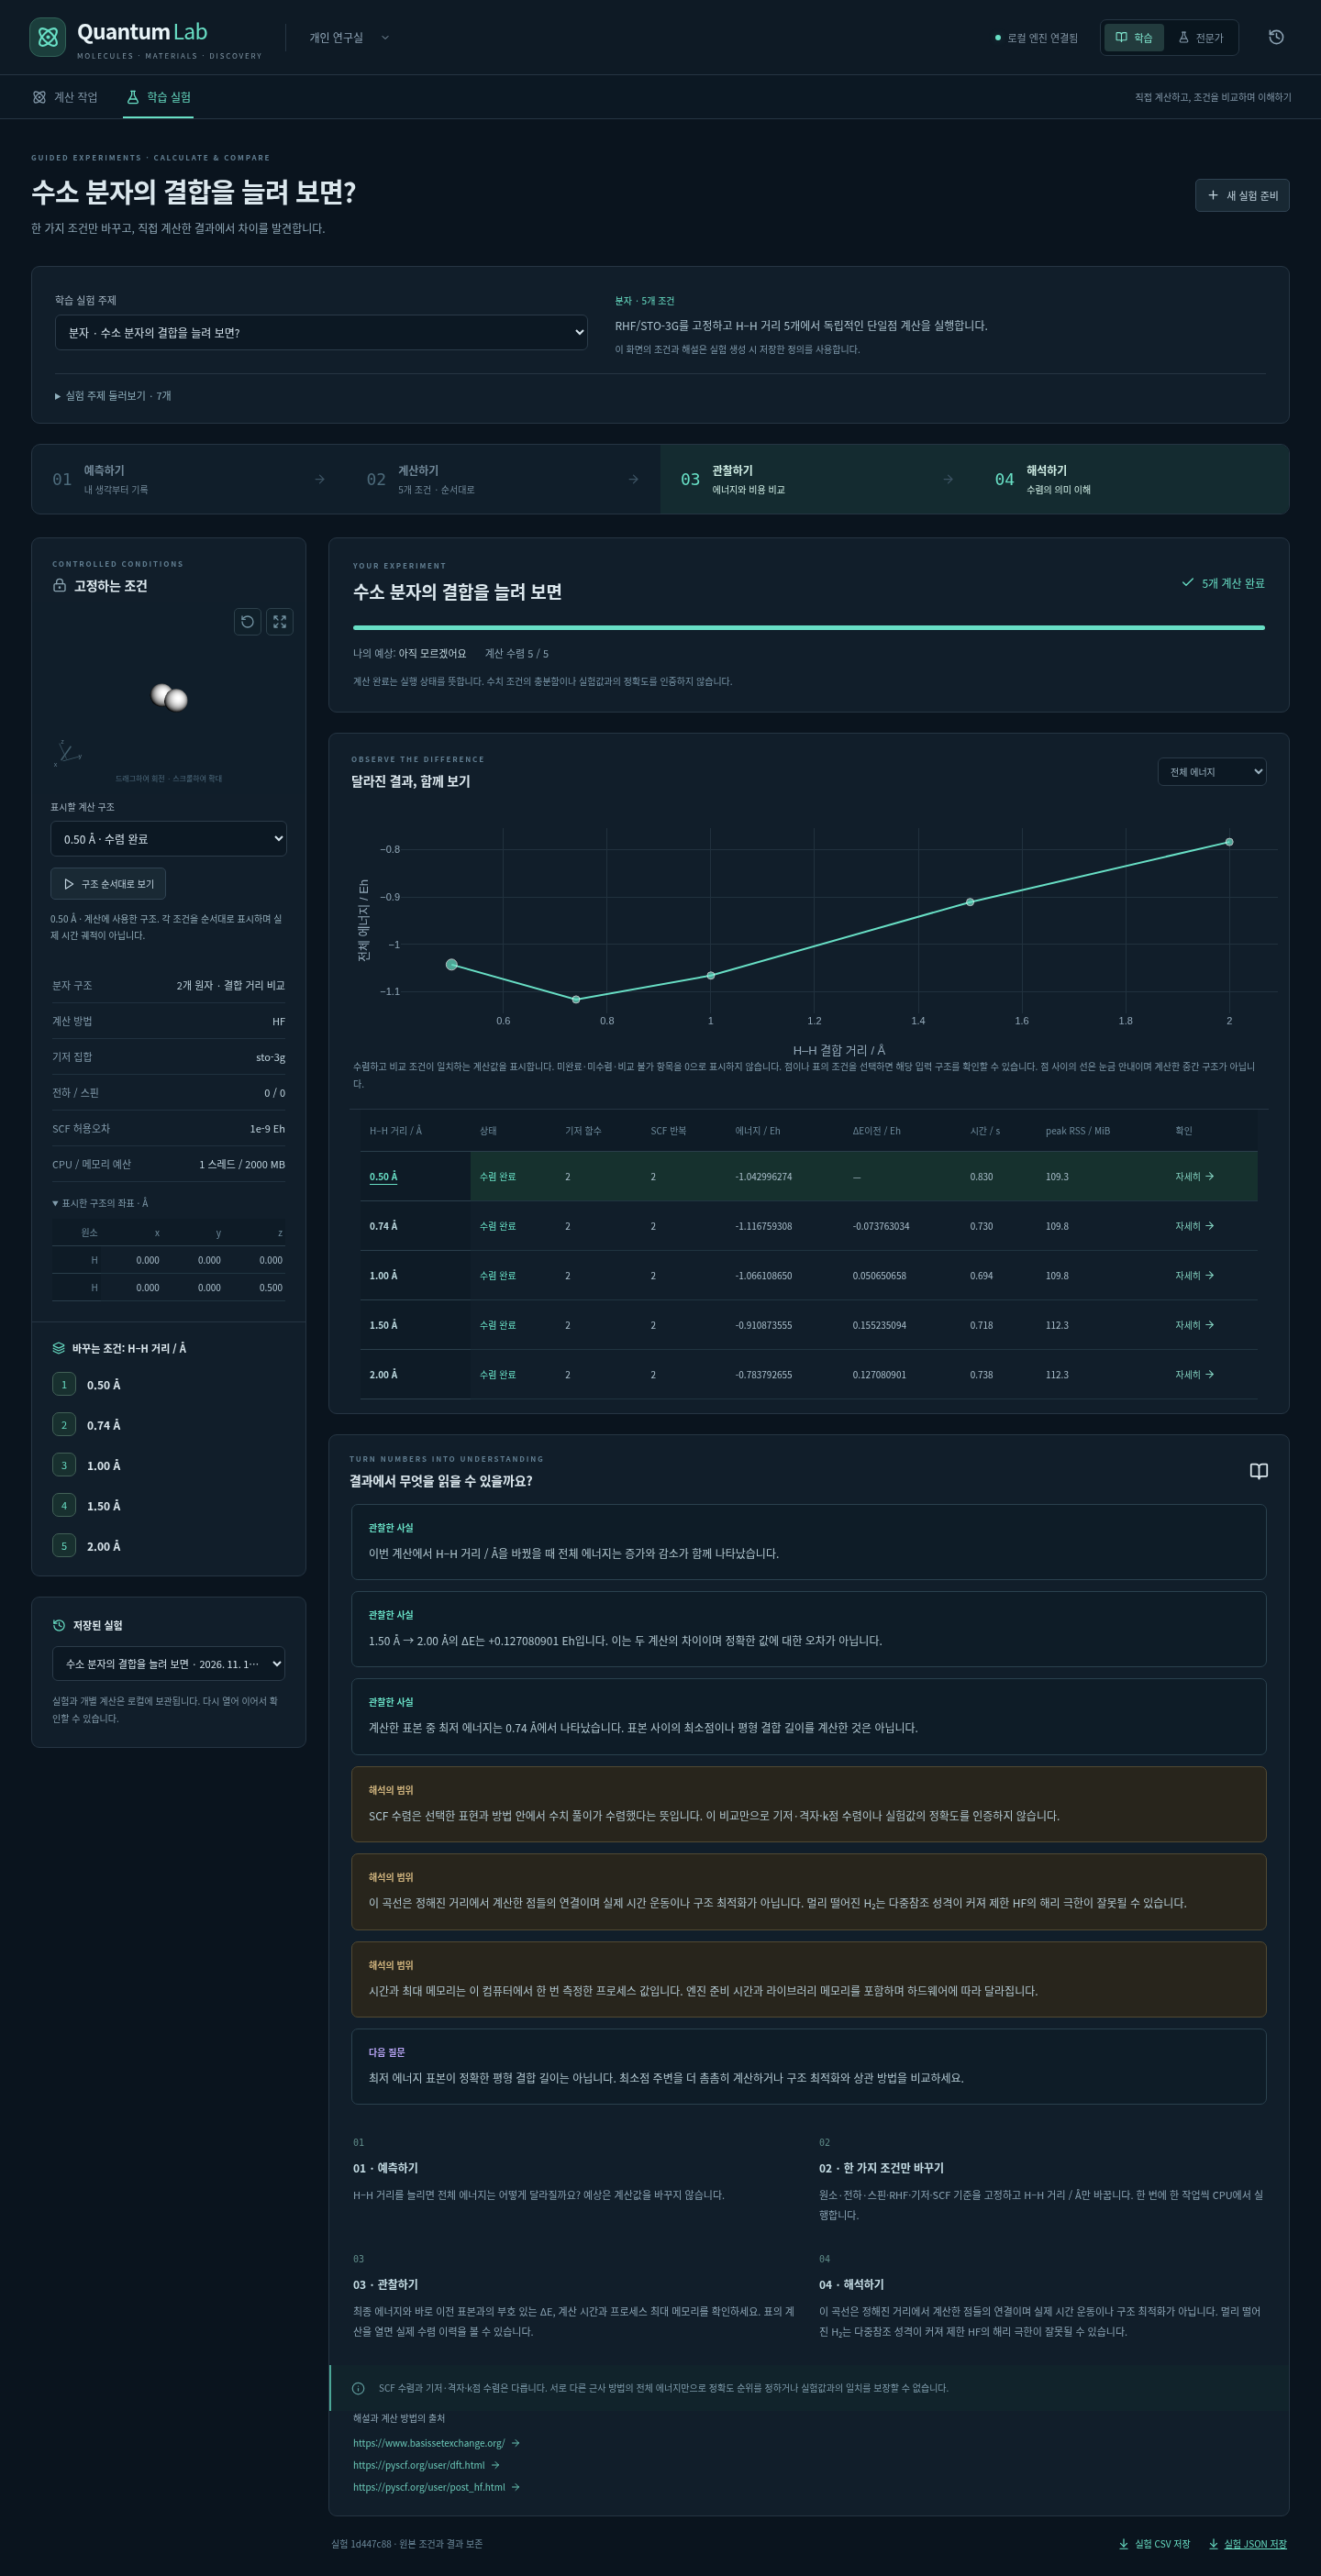 QuantumLab
MOLECULES · MATERIALS · DISCOVERY
개인 연구실
로컬 엔진 연결됨
학습
전문가
계산 작업
학습 실험
직접 계산하고, 조건을 비교하며 이해하기
GUIDED EXPERIMENTS · CALCULATE & COMPARE
수소 분자의 결합을 늘려 보면?
한 가지 조건만 바꾸고, 직접 계산한 결과에서 차이를 발견합니다.
새 실험 준비
학습 실험 주제
분자 · 수소 분자의 결합을 늘려 보면?
분자 · 5개 조건
RHF/STO-3G를 고정하고 H–H 거리 5개에서 독립적인 단일점 계산을 실행합니다.
이 화면의 조건과 해설은 실험 생성 시 저장한 정의를 사용합니다.
실험 주제 둘러보기 · 7개
01 예측하기
내 생각부터 기록
02 계산하기
5개 조건 · 순서대로
03 관찰하기
에너지와 비용 비교
04 해석하기
수렴의 의미 이해
CONTROLLED CONDITIONS
고정하는 조건
z
y
x
드래그하여 회전 · 스크롤하여 확대
표시할 계산 구조
0.50 Å · 수렴 완료
구조 순서대로 보기
0.50 Å · 계산에 사용한 구조. 각 조건을 순서대로 표시하며 실
제 시간 궤적이 아닙니다.
분자 구조 2개 원자 · 결합 거리 비교
계산 방법 HF
기저 집합 sto-3g
전하 / 스핀 0 / 0
SCF 허용오차 1e-9 Eh
CPU / 메모리 예산 1 스레드 / 2000 MB
표시한 구조의 좌표 · Å
원소 x y z
H 0.000 0.000 0.000
H 0.000 0.000 0.500
바꾸는 조건: H–H 거리 / Å
1 0.50 Å
2 0.74 Å
3 1.00 Å
4 1.50 Å
5 2.00 Å
저장된 실험
수소 분자의 결합을 늘려 보면 · 2026. 11. 1…
실험과 개별 계산은 로컬에 보관됩니다. 다시 열어 이어서 확
인할 수 있습니다.
YOUR EXPERIMENT
수소 분자의 결합을 늘려 보면
5개 계산 완료
나의 예상: 아직 모르겠어요 계산 수렴 5 / 5
계산 완료는 실행 상태를 뜻합니다. 수치 조건의 충분함이나 실험값과의 정확도를 인증하지 않습니다.
OBSERVE THE DIFFERENCE
달라진 결과, 함께 보기
전체 에너지
−0.8
−0.9
−1
−1.1
전체 에너지 / Eh
0.6 0.8 1 1.2 1.4 1.6 1.8 2
H–H 결합 거리 / Å
수렴하고 비교 조건이 일치하는 계산값을 표시합니다. 미완료·미수렴·비교 불가 항목을 0으로 표시하지 않습니다. 점이나 표의 조건을 선택하면 해당 입력 구조를 확인할 수 있습니다. 점 사이의 선은 눈금 안내이며 계산한 중간 구조가 아닙니
다.
H–H 거리 / Å 상태 기저 함수 SCF 반복 에너지 / Eh ΔE이전 / Eh 시간 / s peak RSS / MiB 확인
0.50 Å 수렴 완료 2 2 -1.042996274 — 0.830 109.3 자세히 →
0.74 Å 수렴 완료 2 2 -1.116759308 -0.073763034 0.730 109.8 자세히 →
1.00 Å 수렴 완료 2 2 -1.066108650 0.050650658 0.694 109.8 자세히 →
1.50 Å 수렴 완료 2 2 -0.910873555 0.155235094 0.718 112.3 자세히 →
2.00 Å 수렴 완료 2 2 -0.783792655 0.127080901 0.738 112.3 자세히 →
TURN NUMBERS INTO UNDERSTANDING
결과에서 무엇을 읽을 수 있을까요?
관찰한 사실
이번 계산에서 H–H 거리 / Å을 바꿨을 때 전체 에너지는 증가와 감소가 함께 나타났습니다.
관찰한 사실
1.50 Å → 2.00 Å의 ΔE는 +0.127080901 Eh입니다. 이는 두 계산의 차이이며 정확한 값에 대한 오차가 아닙니다.
관찰한 사실
계산한 표본 중 최저 에너지는 0.74 Å에서 나타났습니다. 표본 사이의 최소점이나 평형 결합 길이를 계산한 것은 아닙니다.
해석의 범위
SCF 수렴은 선택한 표현과 방법 안에서 수치 풀이가 수렴했다는 뜻입니다. 이 비교만으로 기저·격자·k점 수렴이나 실험값의 정확도를 인증하지 않습니다.
해석의 범위
이 곡선은 정해진 거리에서 계산한 점들의 연결이며 실제 시간 운동이나 구조 최적화가 아닙니다. 멀리 떨어진 H₂는 다중참조 성격이 커져 제한 HF의 해리 극한이 잘못될 수 있습니다.
해석의 범위
시간과 최대 메모리는 이 컴퓨터에서 한 번 측정한 프로세스 값입니다. 엔진 준비 시간과 라이브러리 메모리를 포함하며 하드웨어에 따라 달라집니다.
다음 질문
최저 에너지 표본이 정확한 평형 결합 길이는 아닙니다. 최소점 주변을 더 촘촘히 계산하거나 구조 최적화와 상관 방법을 비교하세요.
01
01 · 예측하기
H–H 거리를 늘리면 전체 에너지는 어떻게 달라질까요? 예상은 계산값을 바꾸지 않습니다.
02
02 · 한 가지 조건만 바꾸기
원소·전하·스핀·RHF·기저·SCF 기준을 고정하고 H–H 거리 / Å만 바꿉니다. 한 번에 한 작업씩 CPU에서 실
행합니다.
03
03 · 관찰하기
최종 에너지와 바로 이전 표본과의 부호 있는 ΔE, 계산 시간과 프로세스 최대 메모리를 확인하세요. 표의 계
산을 열면 실제 수렴 이력을 볼 수 있습니다.
04
04 · 해석하기
이 곡선은 정해진 거리에서 계산한 점들의 연결이며 실제 시간 운동이나 구조 최적화가 아닙니다. 멀리 떨어
진 H₂는 다중참조 성격이 커져 제한 HF의 해리 극한이 잘못될 수 있습니다.
SCF 수렴과 기저·격자·k점 수렴은 다릅니다. 서로 다른 근사 방법의 전체 에너지만으로 정확도 순위를 정하거나 실험값과의 일치를 보장할 수 없습니다.
해설과 계산 방법의 출처
https://www.basissetexchange.org/ →
https://pyscf.org/user/dft.html →
https://pyscf.org/user/post_hf.html →
실험 1d447c88 · 원본 조건과 결과 보존
실험 CSV 저장
실험 JSON 저장